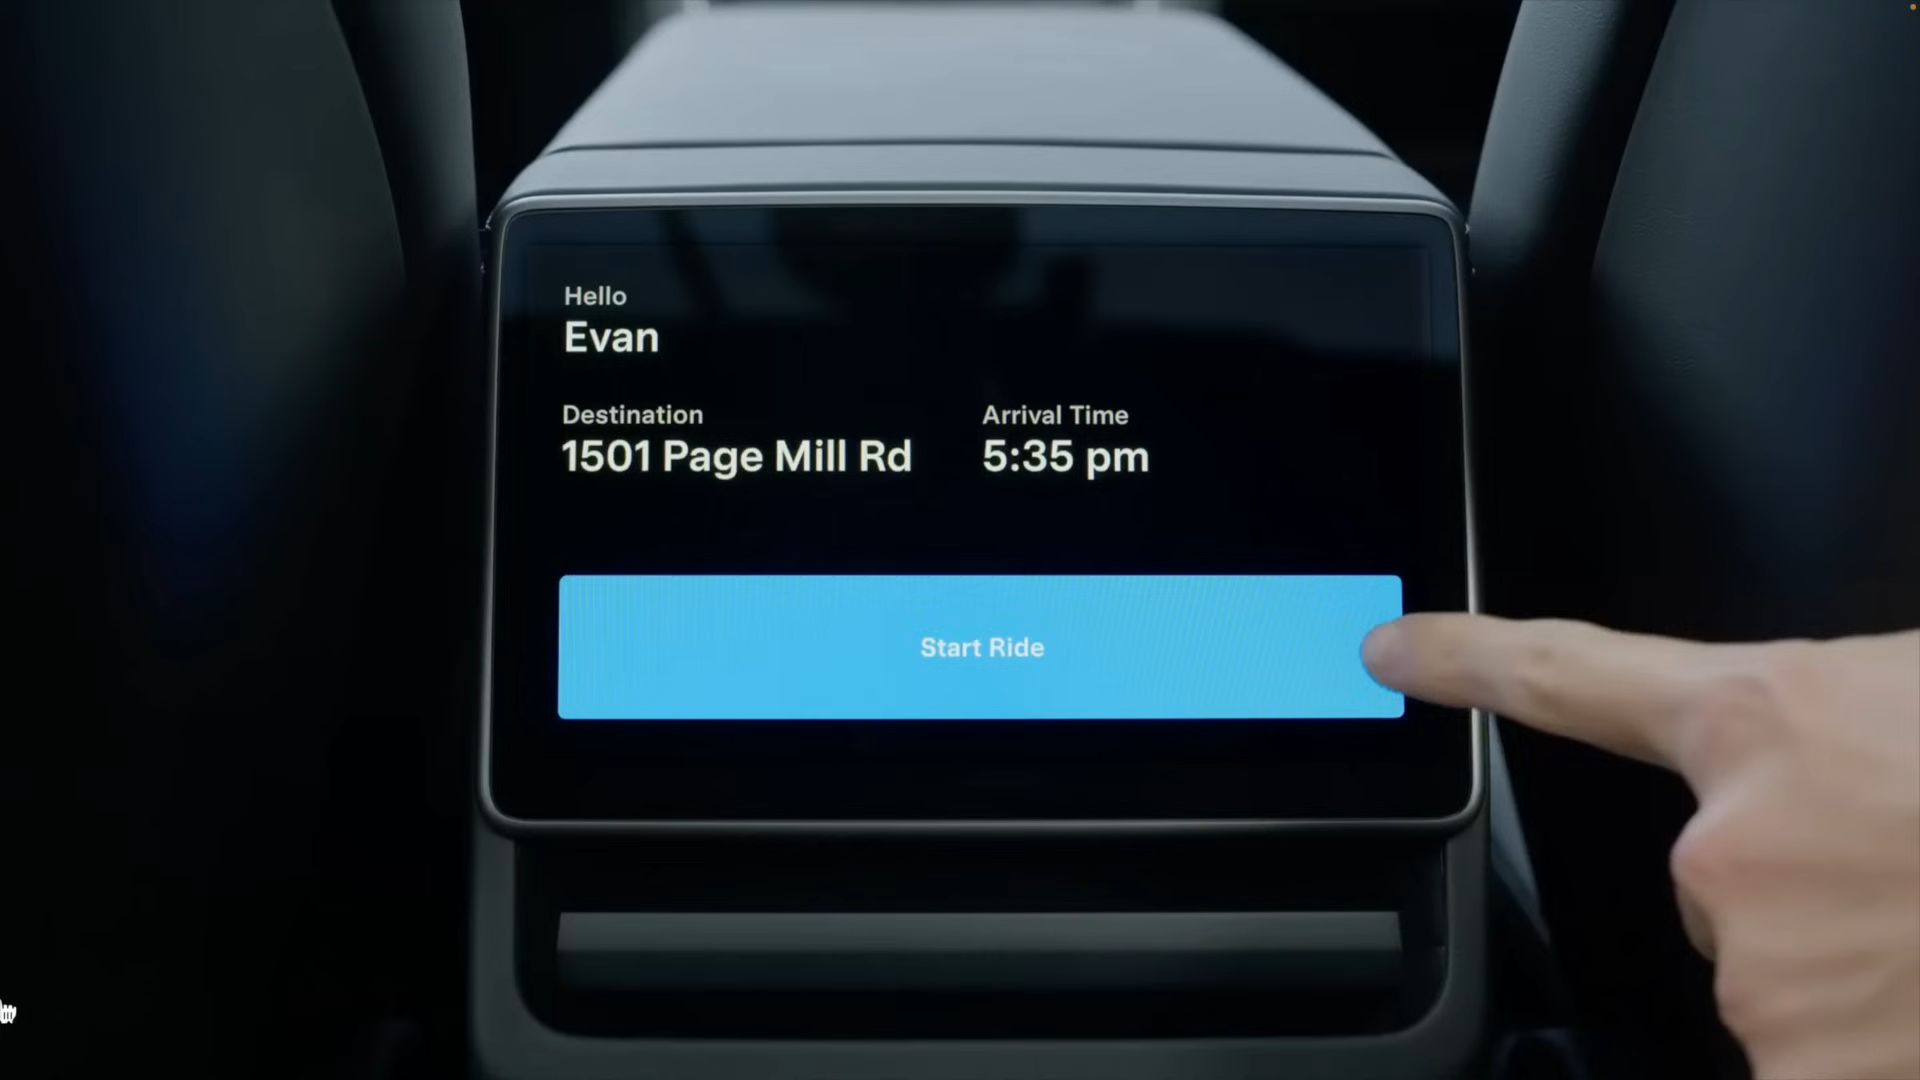 Hello
Evan
Destination
1501 Page Mill Rd
Arrival Time
5:35 pm
Start Ride